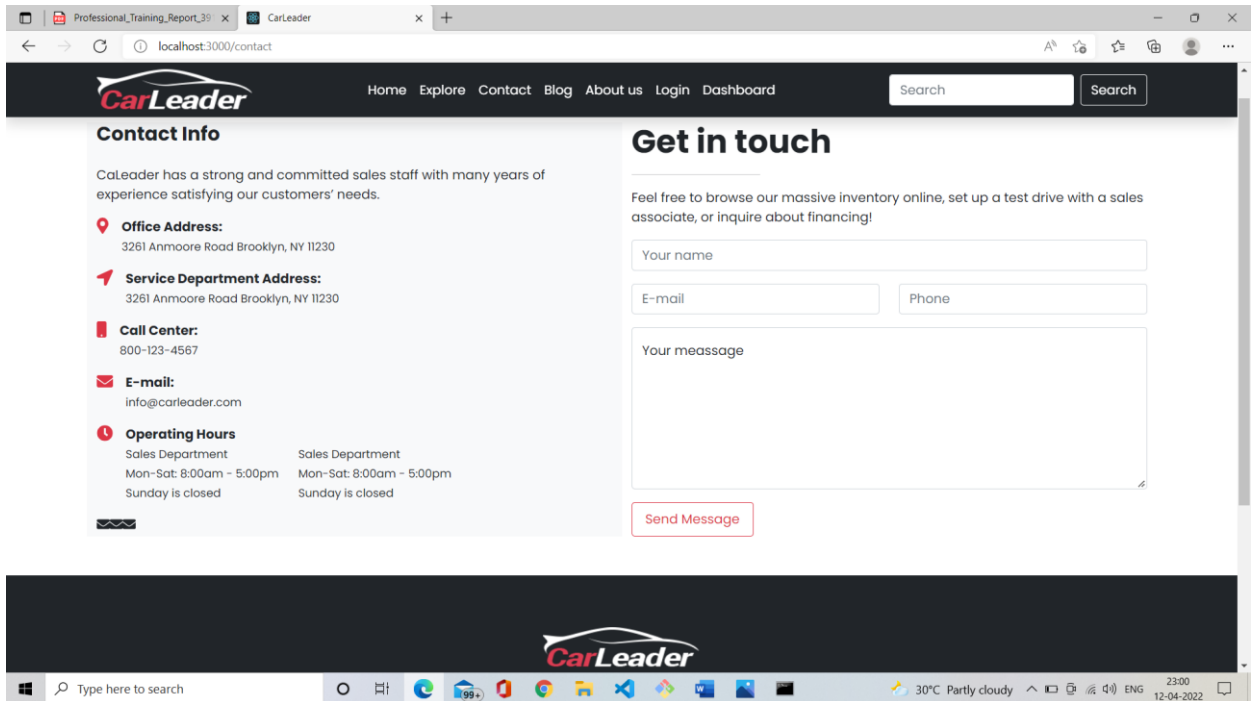 Professional_Training_Report_391
CarLeader
localhost:3000/contact
CarLeader
Home Explore Contact Blog About us Login Dashboard
Search
Search
Contact Info
CaLeader has a strong and committed sales staff with many years of
experience satisfying our customers’ needs.
Office Address:
3261 Anmoore Road Brooklyn, NY 11230
Service Department Address:
3261 Anmoore Road Brooklyn, NY 11230
Call Center:
800-123-4567
E-mail:
info@carleader.com
Operating Hours
Sales Department Sales Department
Mon-Sat: 8:00am - 5:00pm Mon-Sat: 8:00am - 5:00pm
Sunday is closed Sunday is closed
Get in touch
Feel free to browse our massive inventory online, set up a test drive with a sales
associate, or inquire about financing!
Your name
E-mail Phone
Your meassage
Send Message
CarLeader
Type here to search
99+
30°C Partly cloudy
ENG
23:00
12-04-2022